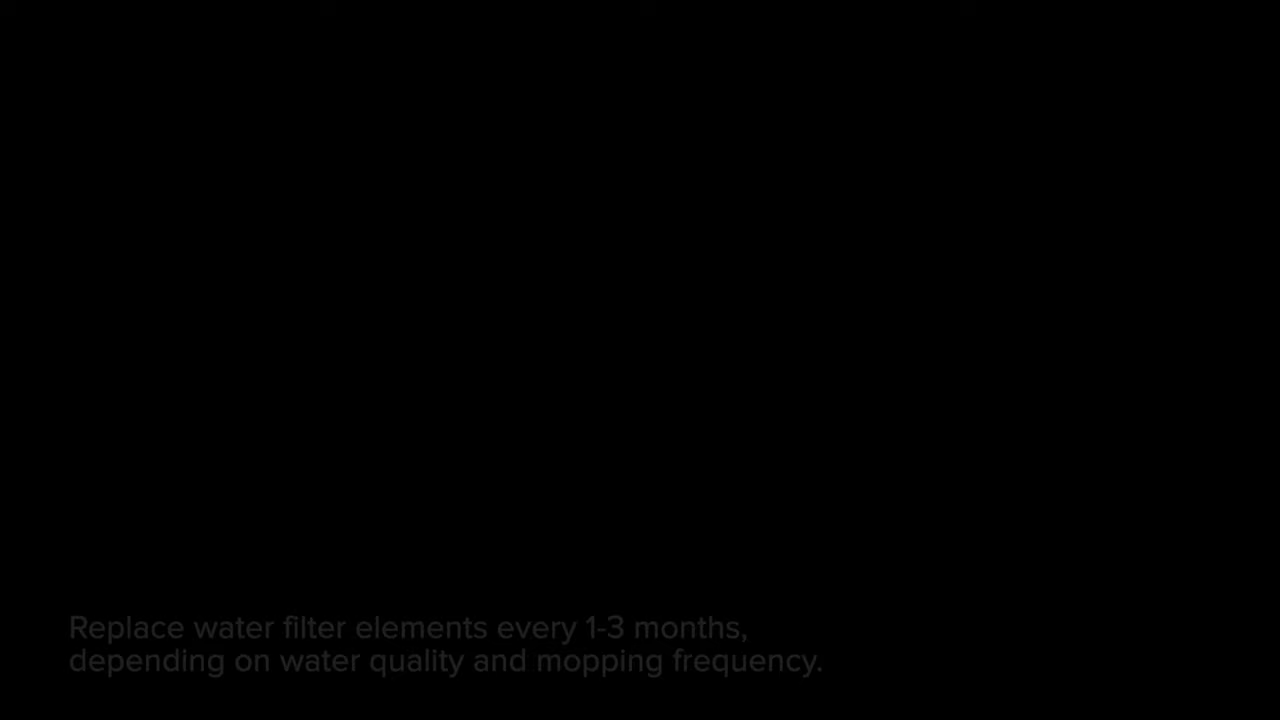 Replace water filter elements every 1-3 months,
depending on water quality and mopping frequency.